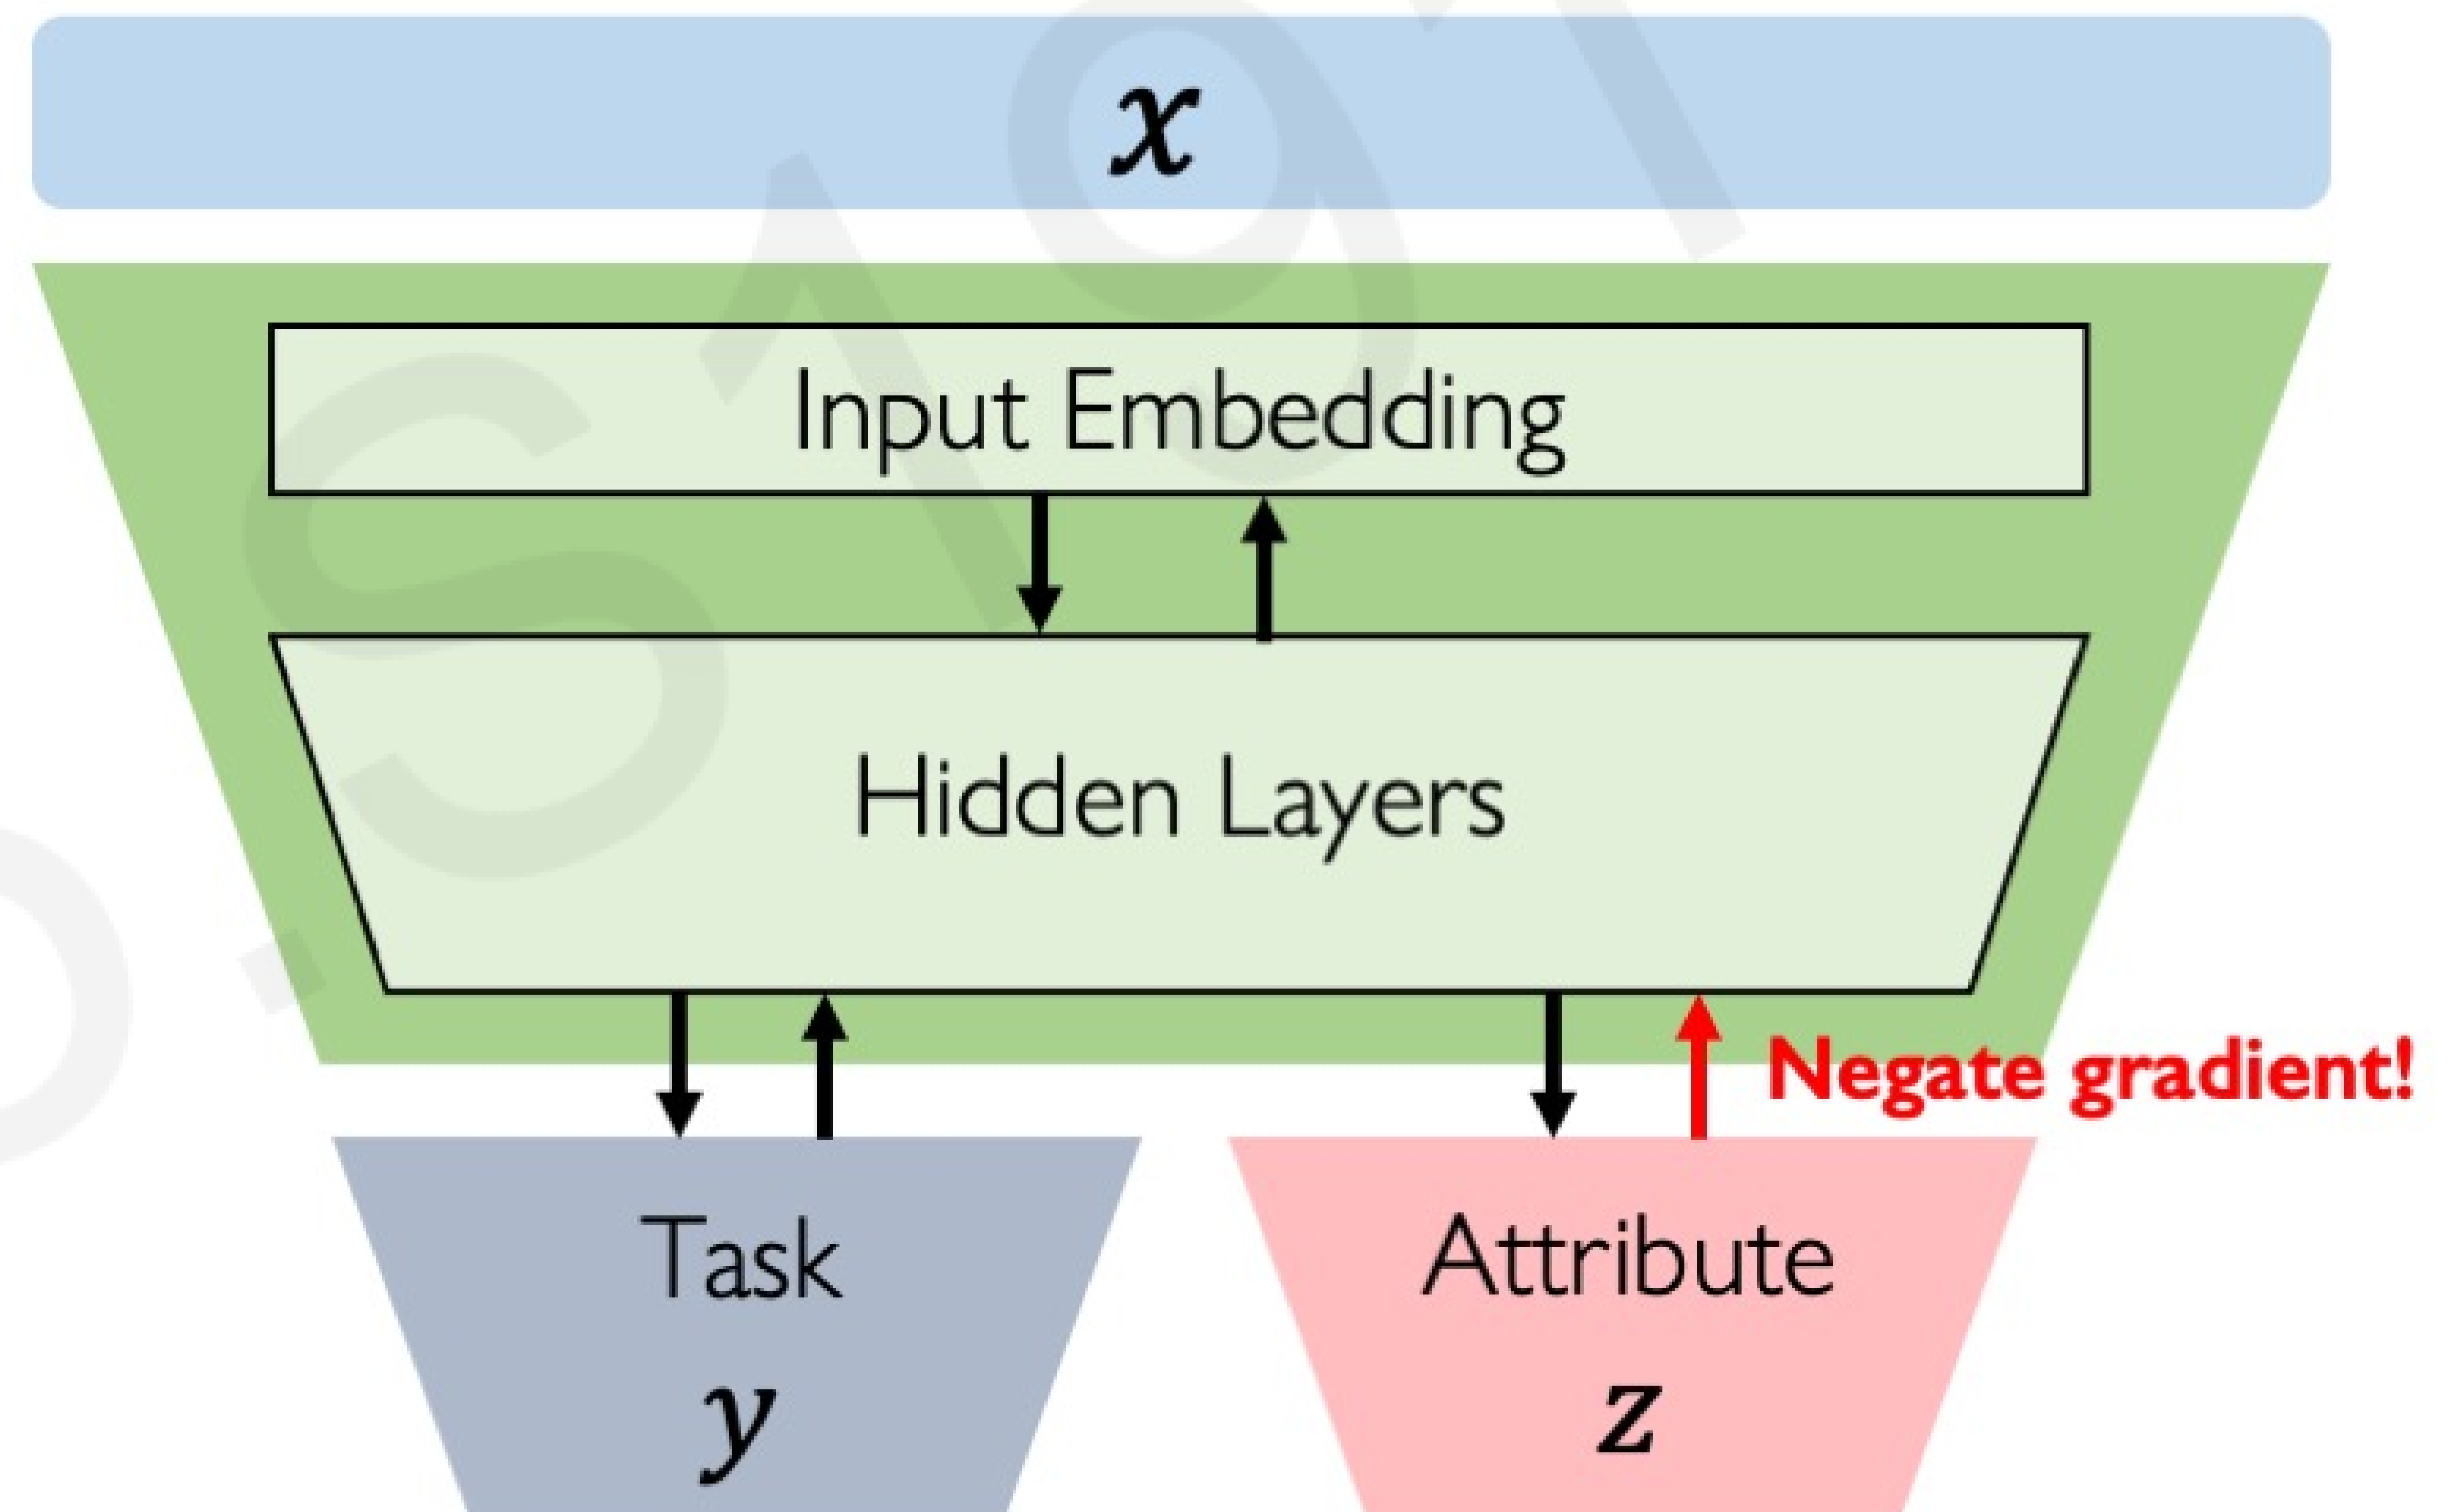 x
Input Embedding
Hidden Layers
Negate gradient!
Task
Attribute
y
z